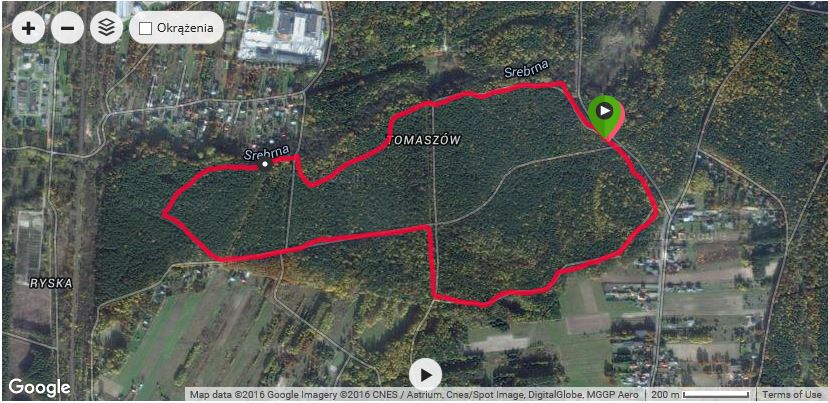 Okrążenia
Srebrna
TOMASZÓW
Srebrna
RYSKA
Google
Map data ©2016 Google Imagery ©2016 CNES / Astrium, Cnes/Spot Image, DigitalGlobe, MGGP Aero
200 m
Terms of Use